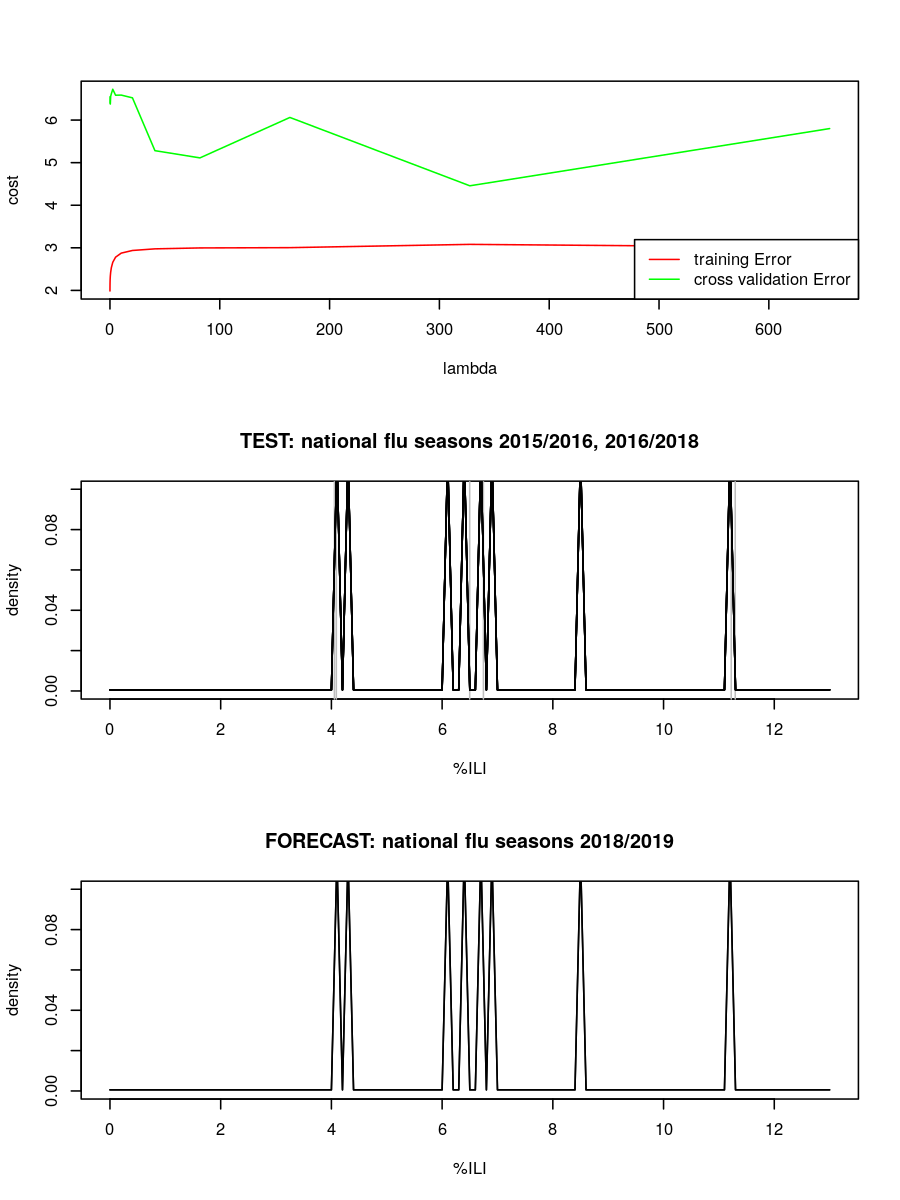 cost
6
5
4
3
2
training Error
cross validation Error
0 100 200 300 400 500 600
lambda
TEST: national flu seasons 2015/2016, 2016/2018
density
0.08
0.04
0.00
0 2 4 6 8 10 12
%ILI
FORECAST: national flu seasons 2018/2019
density
0.08
0.04
0.00
0 2 4 6 8 10 12
%ILI